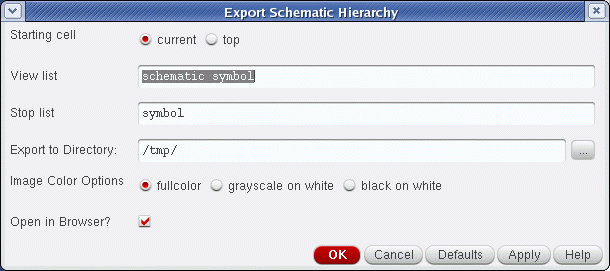 Export Schematic Hierarchy
Starting cell current top
View list schematic symbol
Stop list symbol
Export to Directory: /tmp/ ...
Image Color Options fullcolor grayscale on white black on white
Open in Browser?
OK Cancel Defaults Apply Help